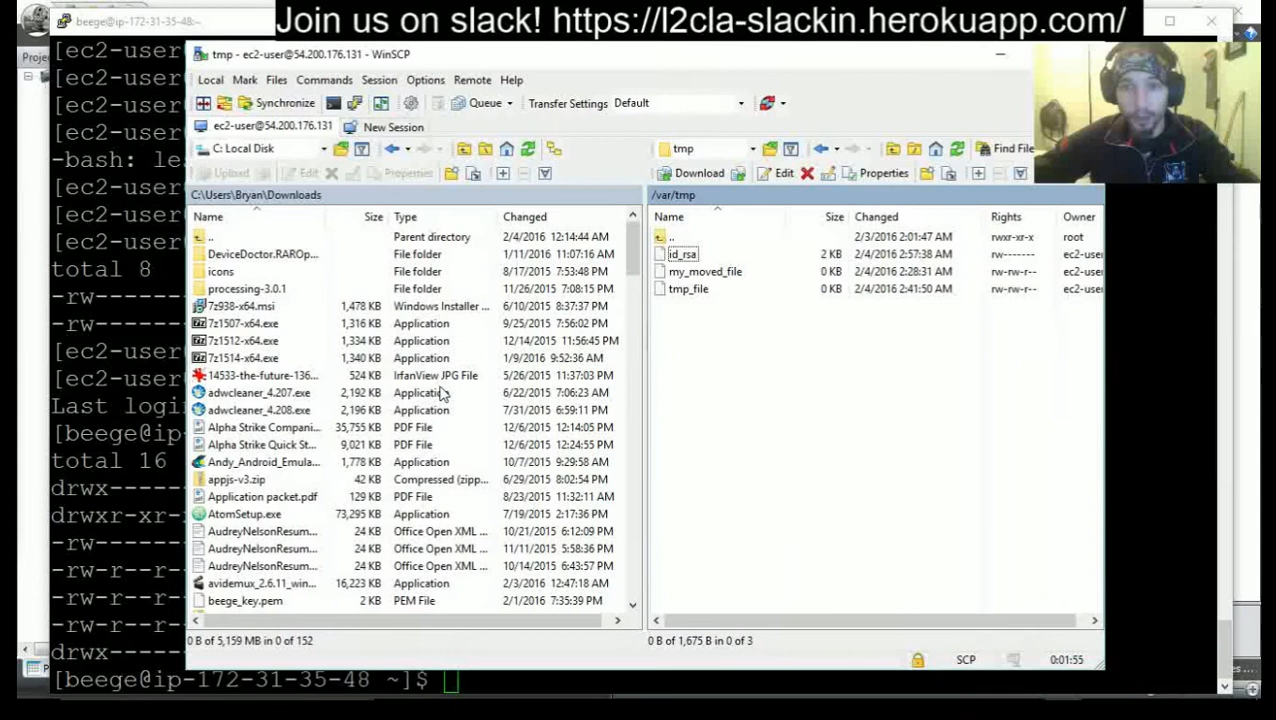 Join us on slack! https://l2cla-slackin.herokuapp.com/
beege@ip-172-31-35-48:~
tmp - ec2-user@54.200.176.131 - WinSCP
Local Mark Files Commands Session Options Remote Help
Synchronize Queue Transfer Settings Default
ec2-user@54.200.176.131 New Session
C: Local Disk tmp Find File
Upload Edit Properties Download Edit Properties
C:\Users\Bryan\Downloads /var/tmp
Name Size Type Changed Name Size Changed Rights Owner
.. Parent directory 2/4/2016 12:14:44 AM .. 2/3/2016 2:01:47 AM rwxr-xr-x root
DeviceDoctor.RAROp... File folder 1/11/2016 11:07:16 AM id_rsa 2 KB 2/4/2016 2:57:38 AM rw------- ec2-user
icons File folder 8/17/2015 7:53:48 PM my_moved_file 0 KB 2/4/2016 2:28:31 AM rw-rw-r-- ec2-user
processing-3.0.1 File folder 11/26/2015 7:08:15 PM tmp_file 0 KB 2/4/2016 2:41:50 AM rw-rw-r-- ec2-user
7z938-x64.msi 1,478 KB Windows Installer ... 6/10/2015 8:37:37 PM
7z1507-x64.exe 1,316 KB Application 9/25/2015 7:56:02 PM
7z1512-x64.exe 1,334 KB Application 12/14/2015 11:56:45 PM
7z1514-x64.exe 1,340 KB Application 1/9/2016 9:52:36 AM
14533-the-future-136... 524 KB IrfanView JPG File 5/26/2015 11:37:03 PM
adwcleaner_4.207.exe 2,192 KB Application 6/22/2015 7:06:23 AM
adwcleaner_4.208.exe 2,196 KB Application 7/31/2015 6:59:11 PM
Alpha Strike Compani... 35,755 KB PDF File 12/6/2015 12:14:05 PM
Alpha Strike Quick St... 9,021 KB PDF File 12/6/2015 12:24:55 PM
Andy_Android_Emula... 1,778 KB Application 10/7/2015 9:29:58 AM
appjs-v3.zip 42 KB Compressed (zipp... 6/29/2015 8:02:54 PM
Application packet.pdf 129 KB PDF File 8/23/2015 11:32:11 AM
AtomSetup.exe 73,295 KB Application 7/19/2015 2:17:36 PM
AudreyNelsonResum... 24 KB Office Open XML ... 10/21/2015 6:12:09 PM
AudreyNelsonResum... 24 KB Office Open XML ... 11/11/2015 5:58:36 PM
AudreyNelsonResum... 24 KB Office Open XML ... 10/14/2015 6:43:57 PM
avidemux_2.6.11_win... 16,223 KB Application 2/3/2016 12:47:18 AM
beege_key.pem 2 KB PEM File 2/1/2016 7:35:39 PM
0 B of 5,159 MB in 0 of 152 0 B of 1,675 B in 0 of 3
SCP 0:01:55
[ec2-user
[ec2-user
[ec2-user
[ec2-user
-bash: le
[ec2-user
[ec2-user
[ec2-user
total 8
-rw----
-rw----
[ec2-user
[ec2-user
Last login
[beege@ip-
total 16
drwx----
drwxr-xr-
-rw----
-rw-r--r-
-rw-r--r-
-rw-r--r-
drwx----
[beege@ip-172-31-35-48 ~]$